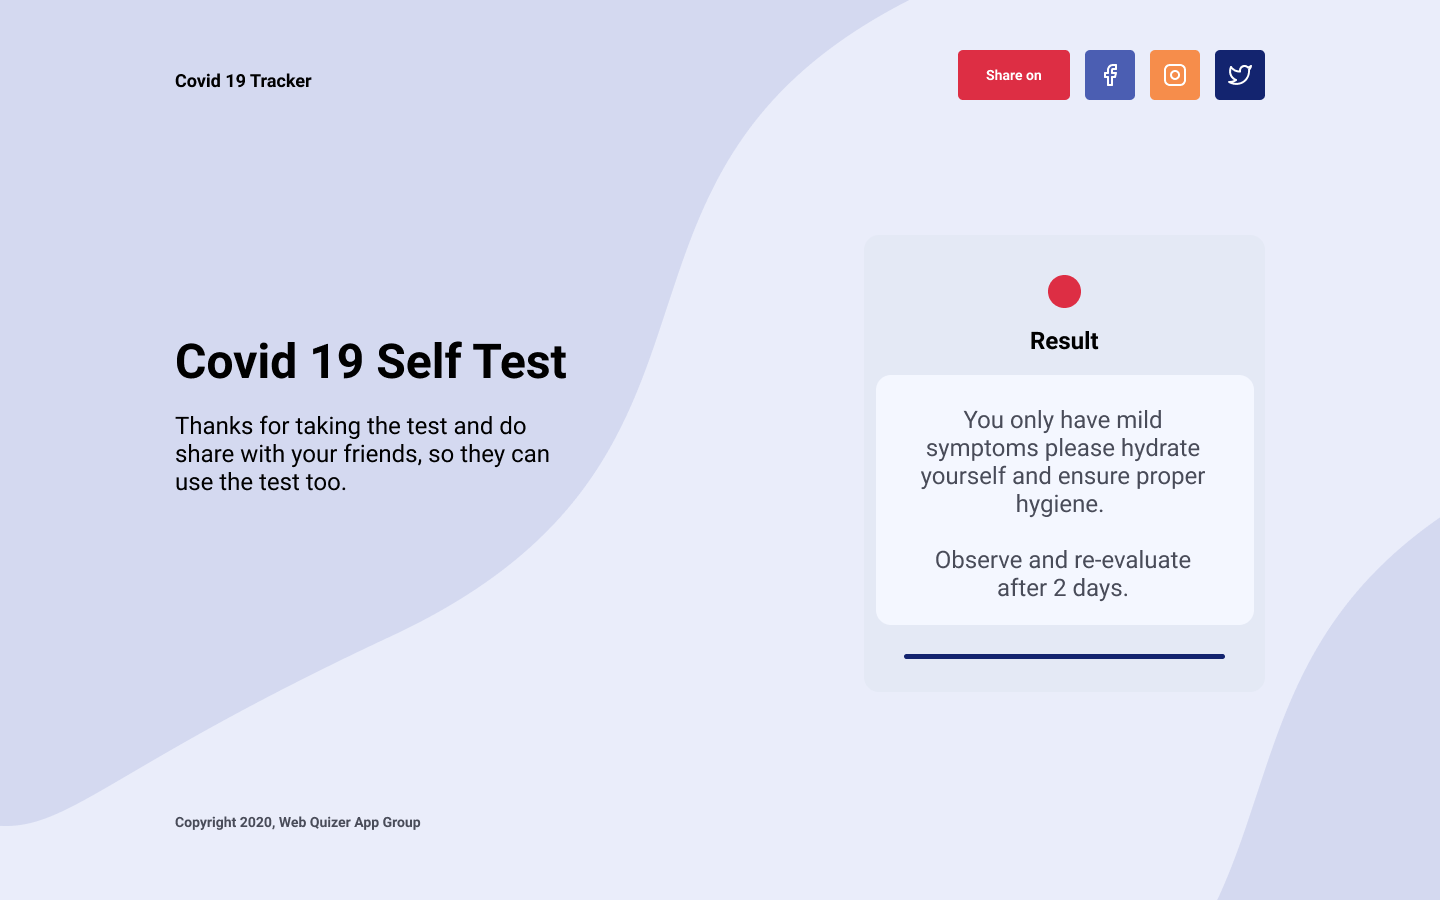 Covid 19 Tracker
Share on
Covid 19 Self Test
Thanks for taking the test and do
share with your friends, so they can
use the test too.
Result
You only have mild
symptoms please hydrate
yourself and ensure proper
hygiene.
Observe and re-evaluate
after 2 days.
Copyright 2020, Web Quizer App Group